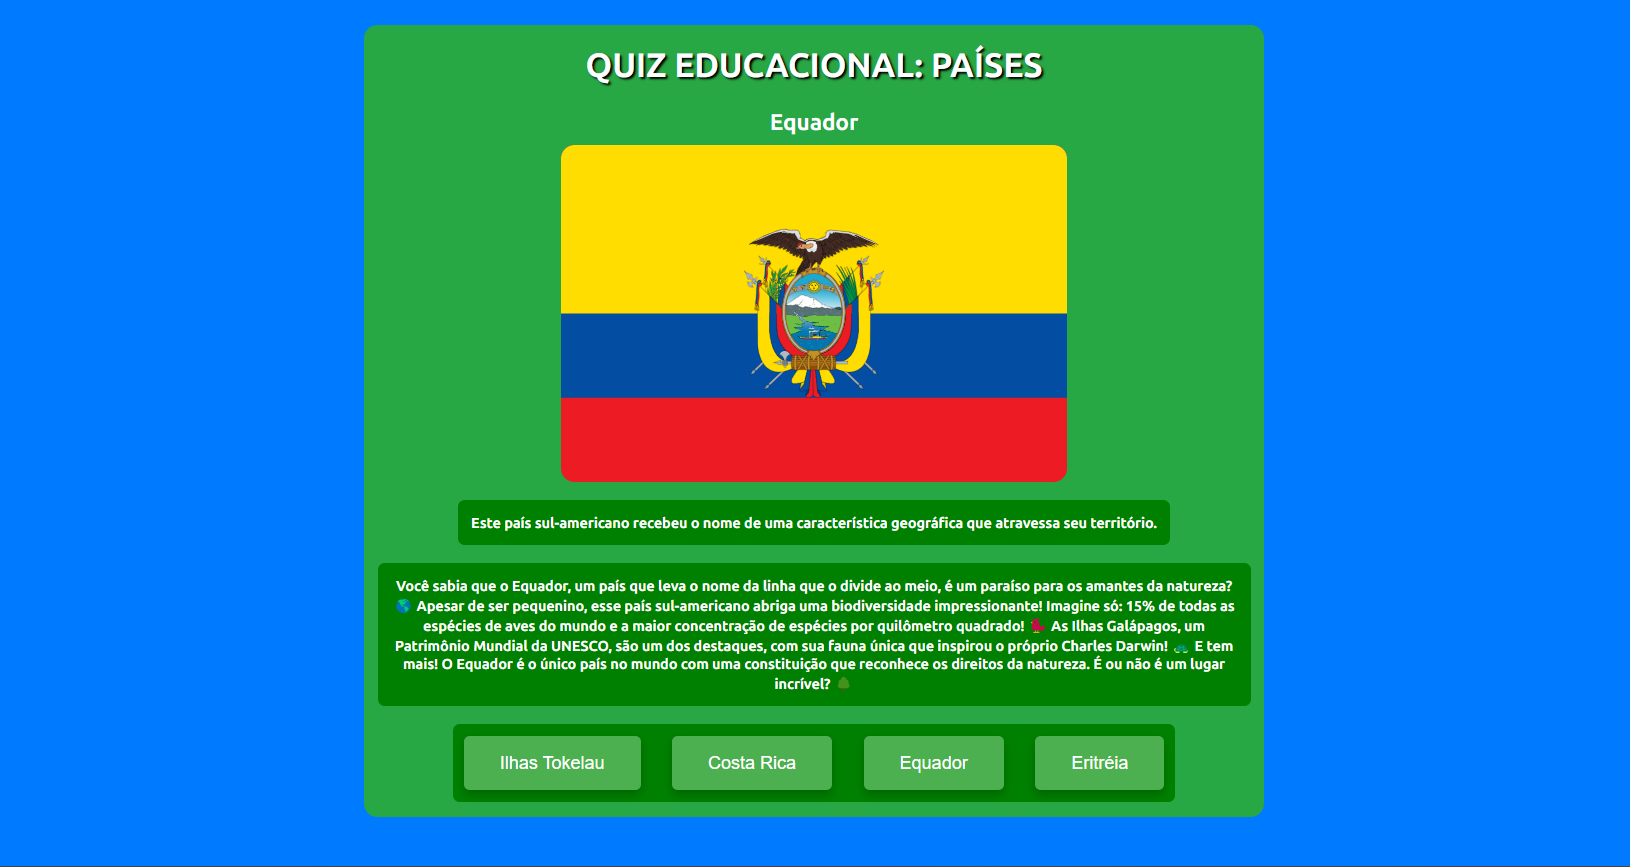 QUIZ EDUCACIONAL: PAÍSES
Equador
Este país sul-americano recebeu o nome de uma característica geográfica que atravessa seu território.
Você sabia que o Equador, um país que leva o nome da linha que o divide ao meio, é um paraíso para os amantes da natureza?
🌎 Apesar de ser pequenino, esse país sul-americano abriga uma biodiversidade impressionante! Imagine só: 15% de todas as
espécies de aves do mundo e a maior concentração de espécies por quilômetro quadrado! 🦜 As Ilhas Galápagos, um
Patrimônio Mundial da UNESCO, são um dos destaques, com sua fauna única que inspirou o próprio Charles Darwin! 🐢 E tem
mais! O Equador é o único país no mundo com uma constituição que reconhece os direitos da natureza. É ou não é um lugar
incrível? 🌳
Ilhas Tokelau
Costa Rica
Equador
Eritréia